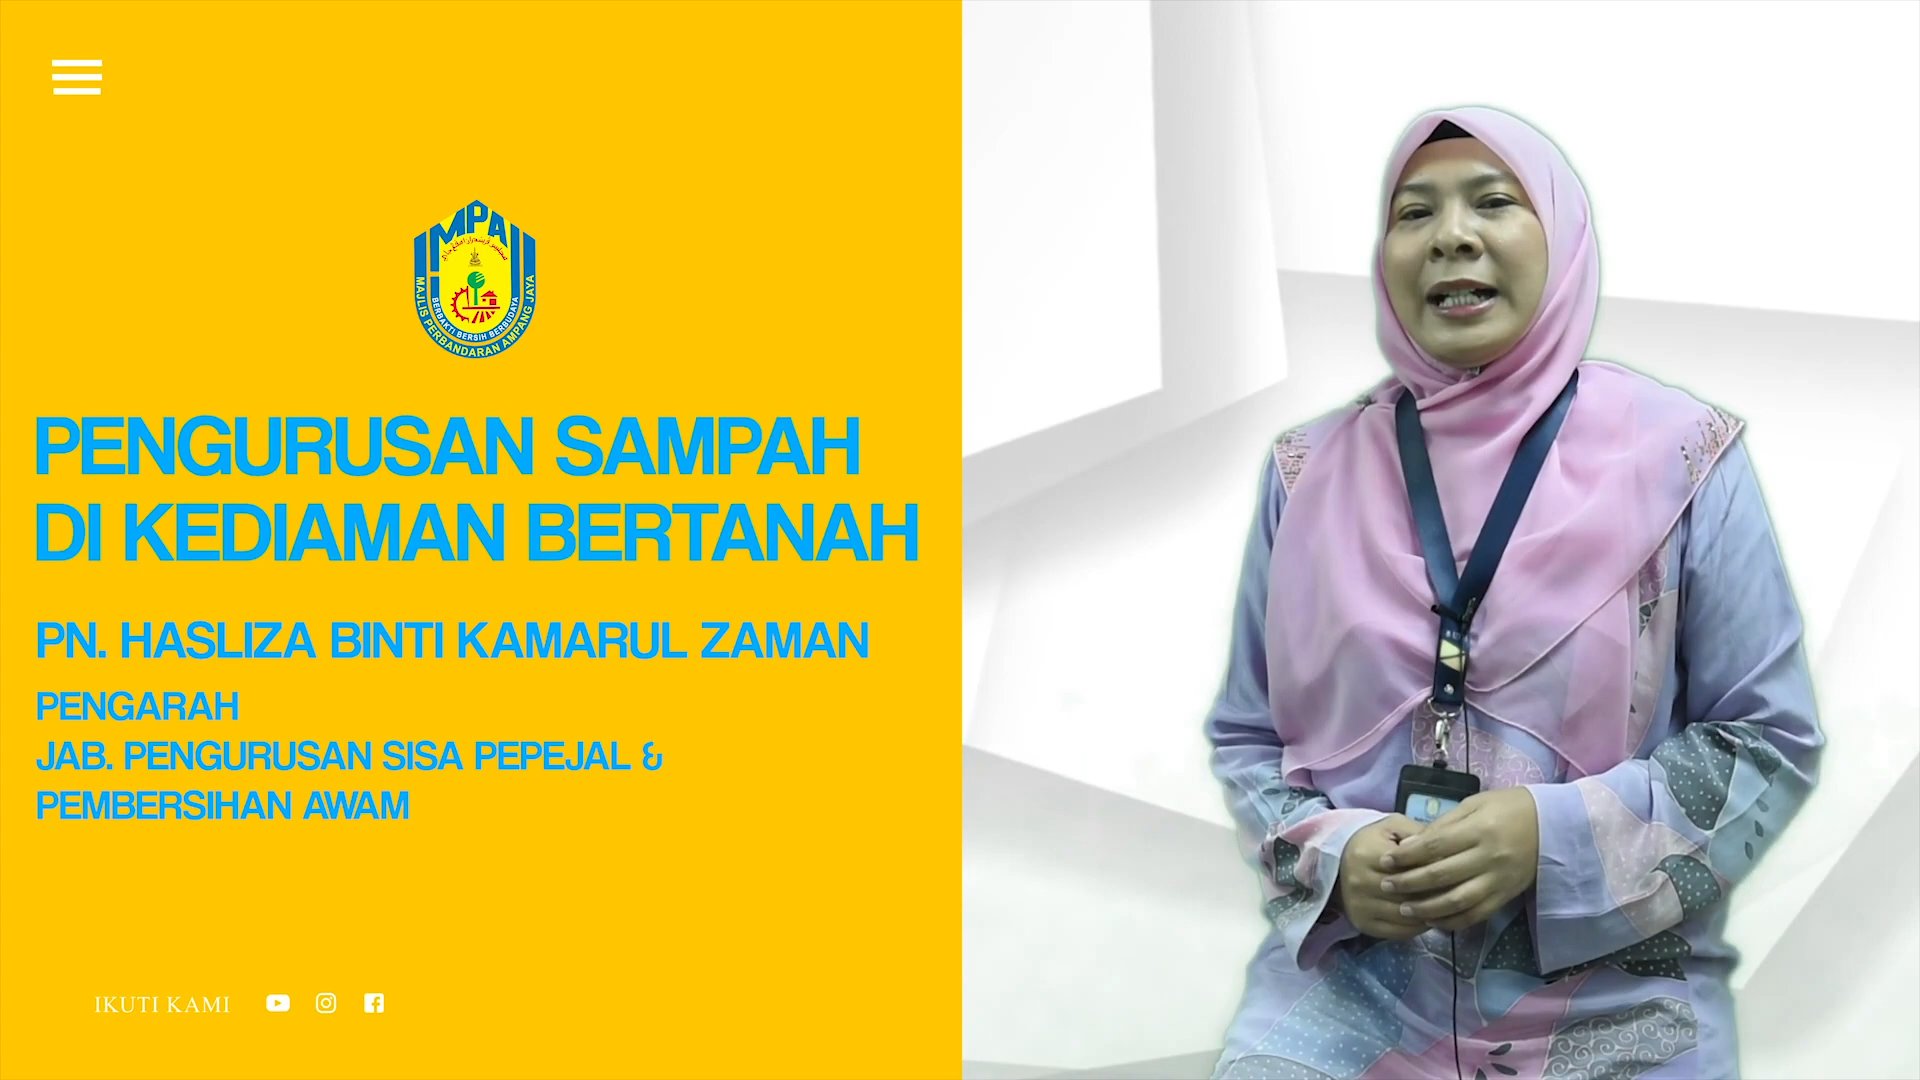 MPAJ
MAJLIS PERBANDARAN AMPANG JAYA
BERBAKTI BERSIH BERBUDAYA
PENGURUSAN SAMPAH
DI KEDIAMAN BERTANAH
PN. HASLIZA BINTI KAMARUL ZAMAN
PENGARAH
JAB. PENGURUSAN SISA PEPEJAL &
PEMBERSIHAN AWAM
IKUTI KAMI